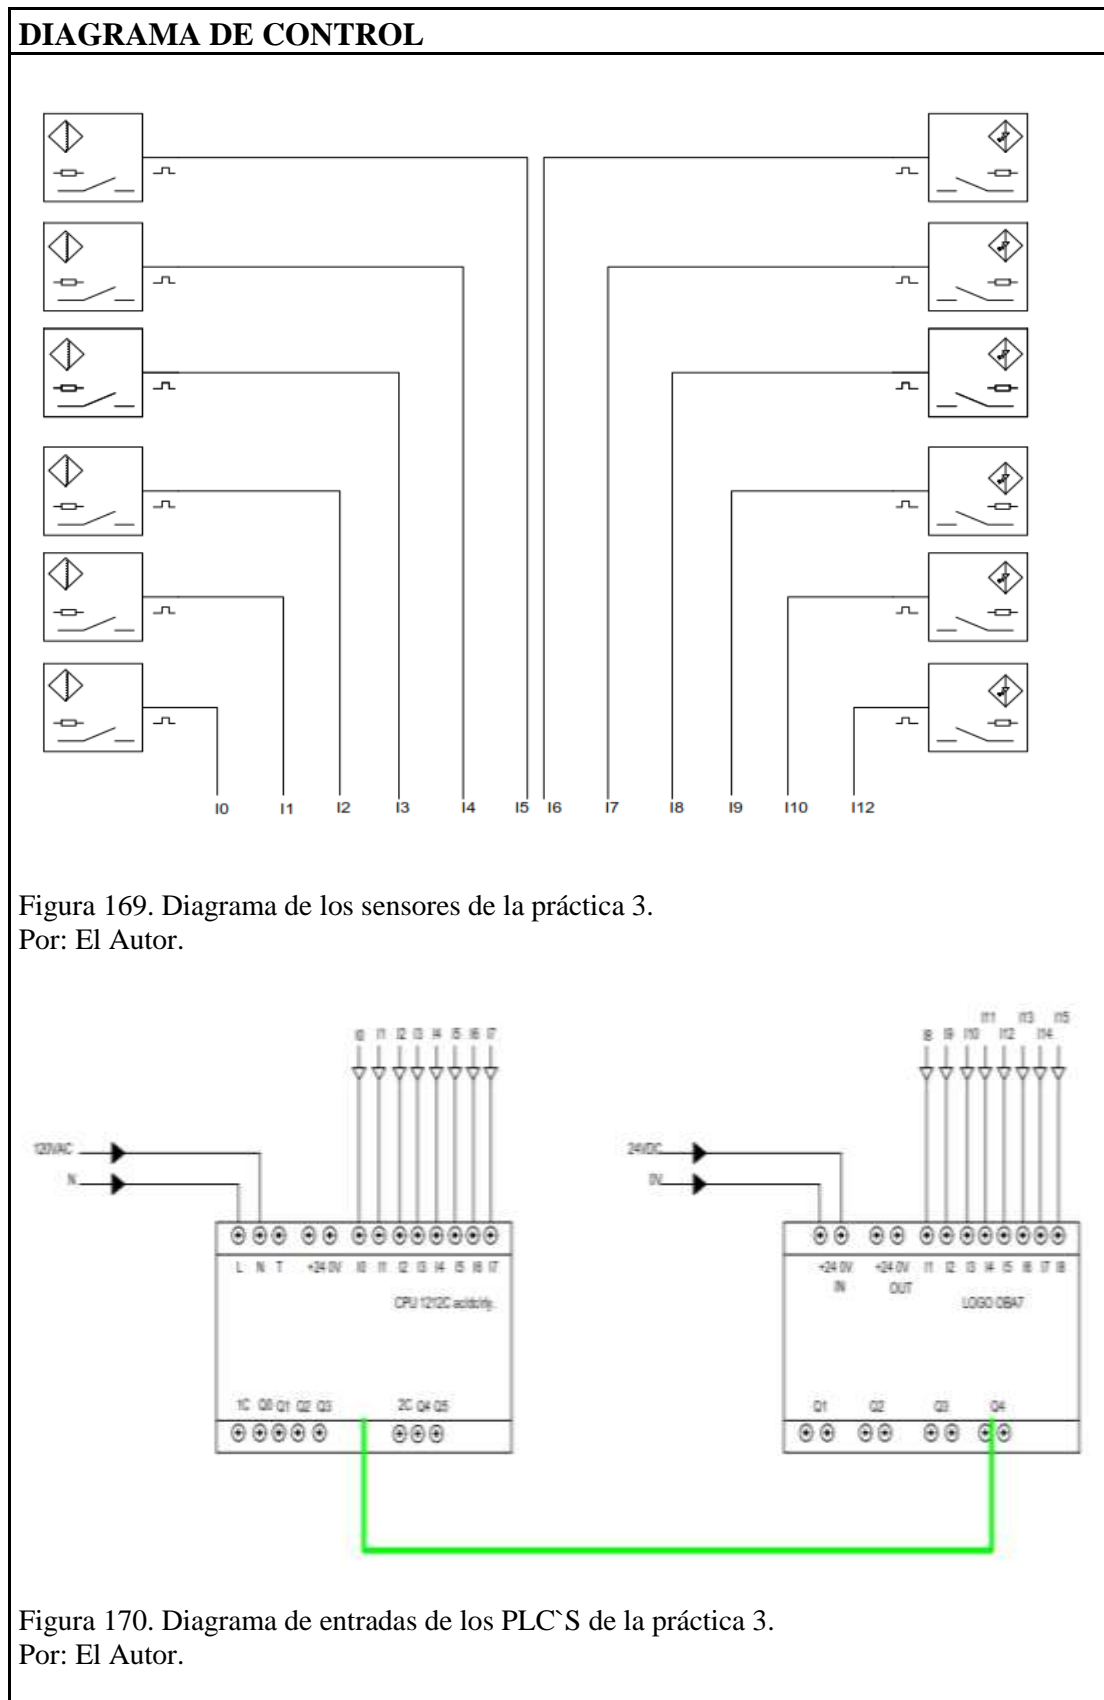 DIAGRAMA DE CONTROL
I0 I1 I2 I3 I4 I5 I6 I7 I8 I9 I10 I12
Figura 169. Diagrama de los sensores de la práctica 3.
Por: El Autor.
I0 I1 I2 I3 I4 I5 I6 I7
I11 I13 I15
I8 I9 I10 I12 I14
120VAC
N
24VDC
0V
L N T +24 0V I0 I1 I2 I3 I4 I5 I6 I7
CPU 1212C ac/dc/rly.
1C Q0 Q1 Q2 Q3 2C Q4 Q5
+24 0V +24 0V I1 I2 I3 I4 I5 I6 I7 I8
IN OUT
LOGO OBA7
Q1 Q2 Q3 Q4
Figura 170. Diagrama de entradas de los PLC`S de la práctica 3.
Por: El Autor.